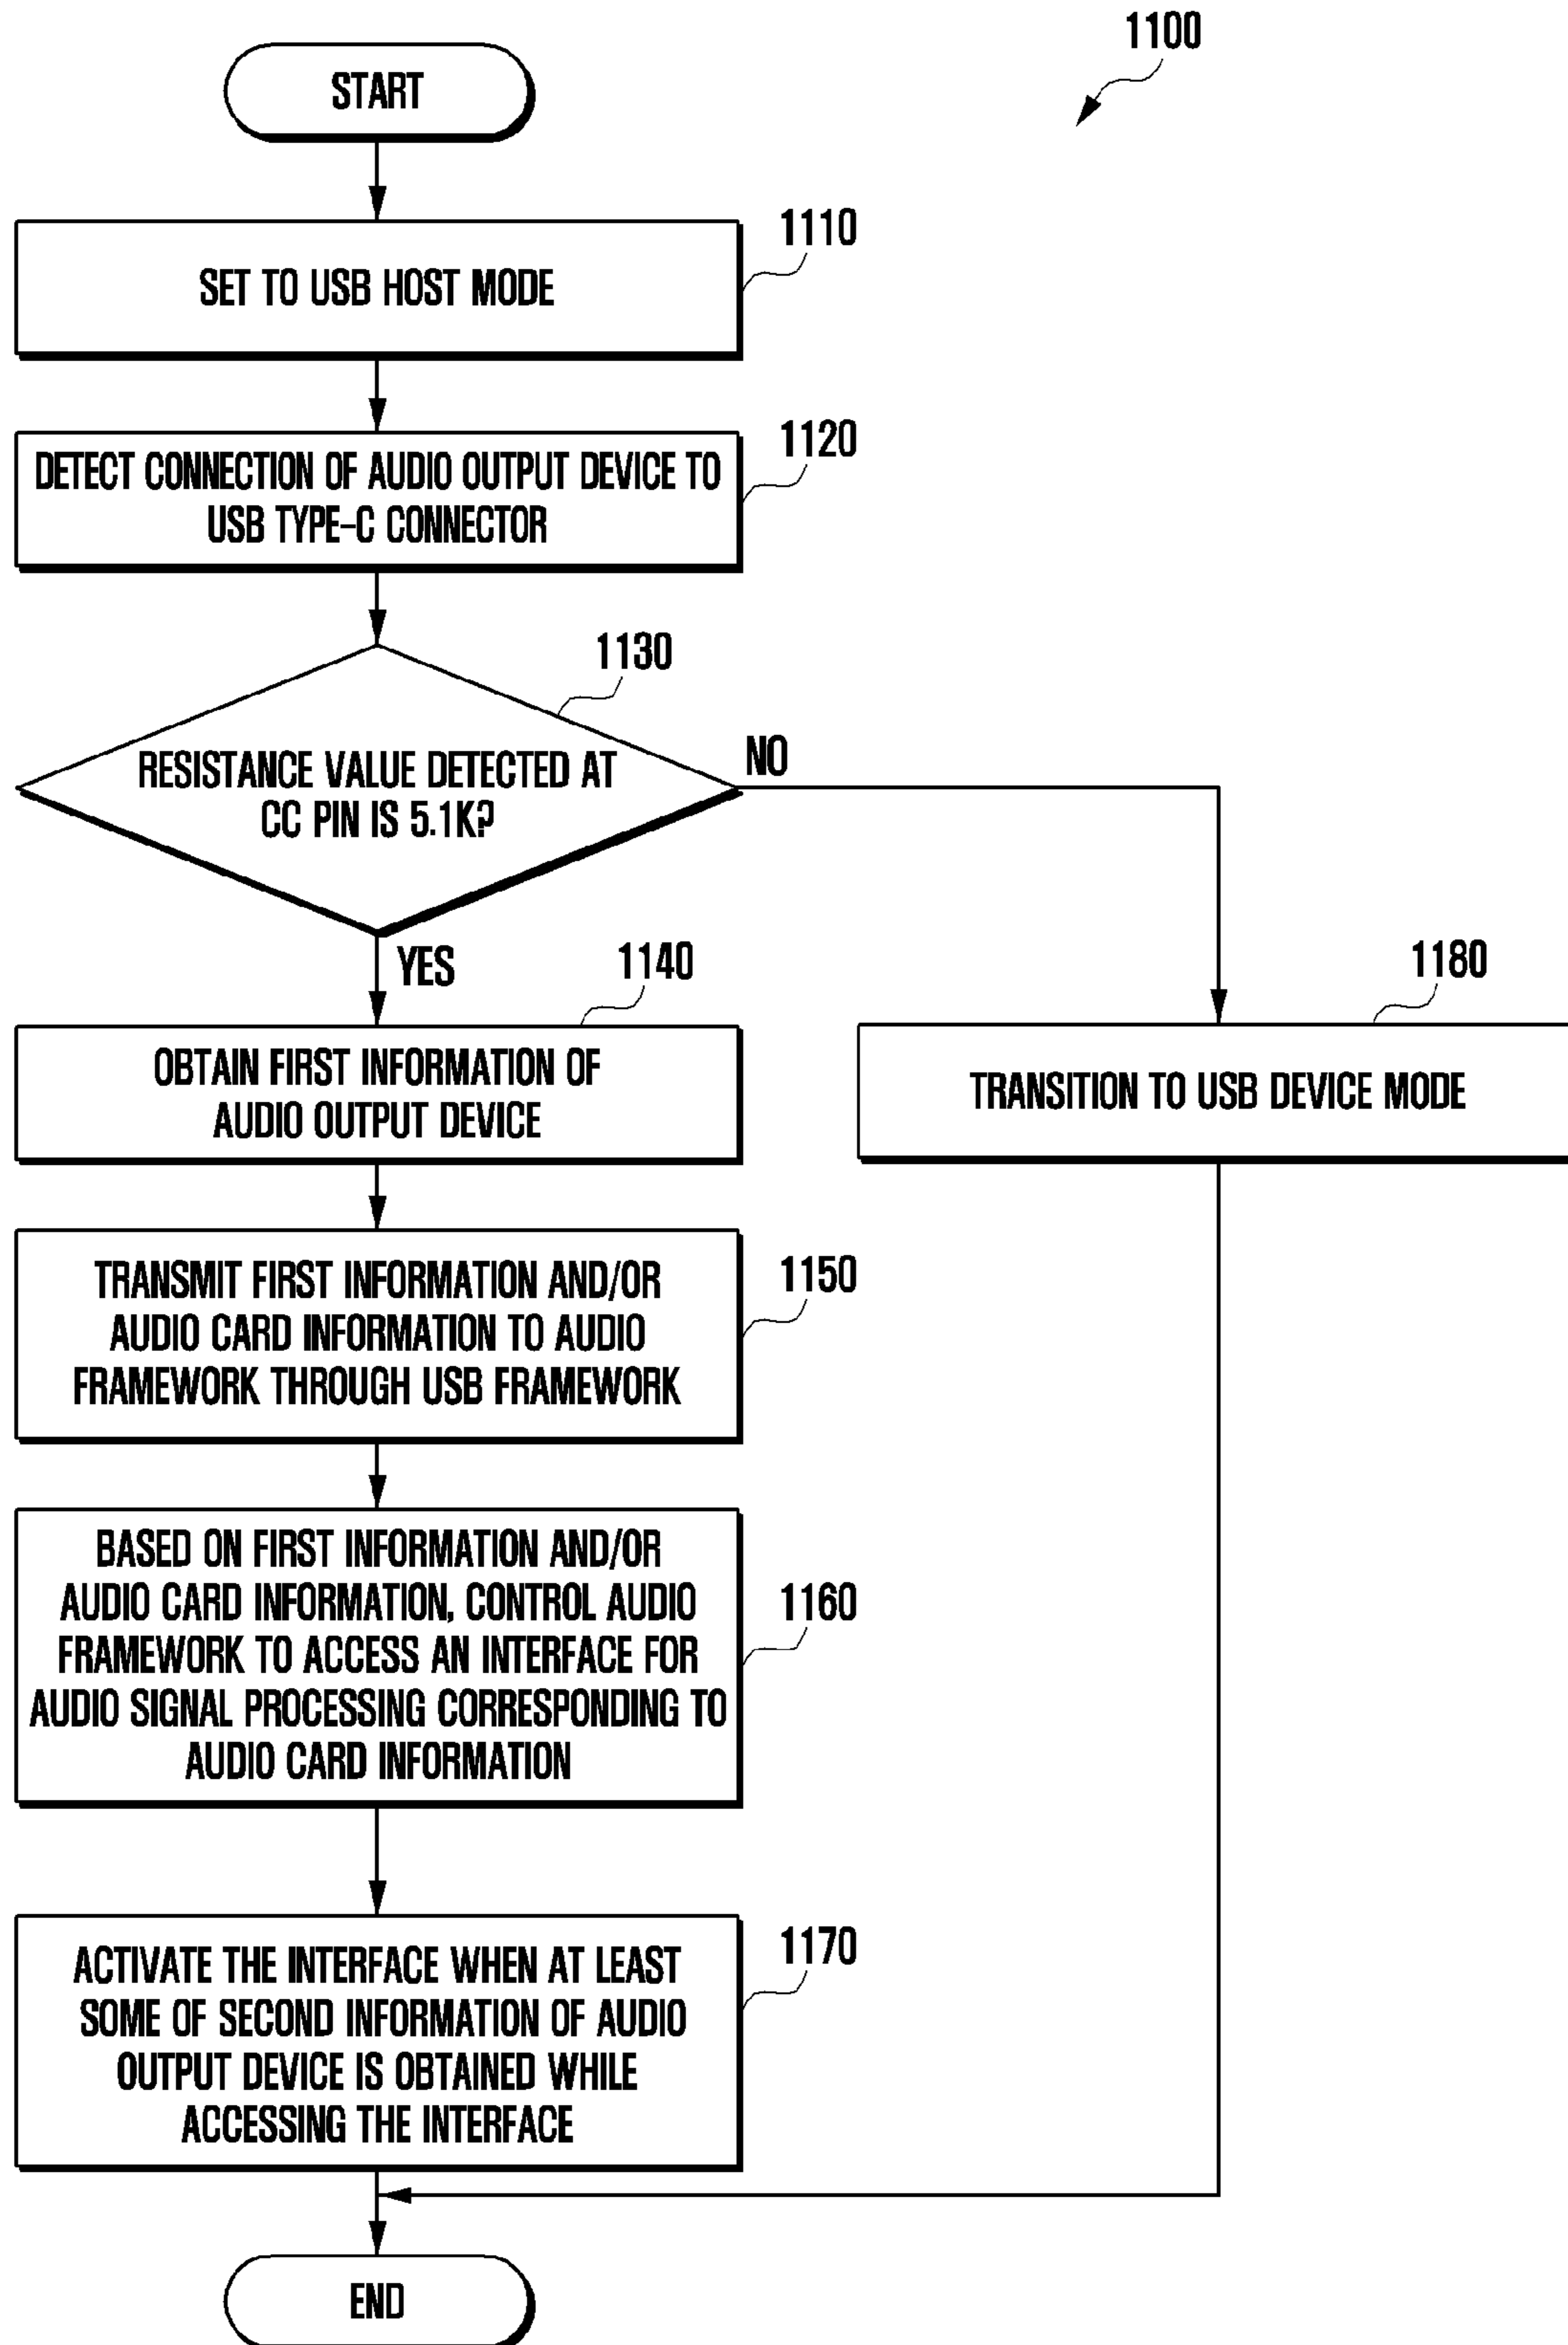 1100
START
1110
SET TO USB HOST MODE
1120
DETECT CONNECTION OF AUDIO OUTPUT DEVICE TO
USB TYPE-C CONNECTOR
1130
RESISTANCE VALUE DETECTED AT
CC PIN IS 5.1K?
NO
YES
1140
OBTAIN FIRST INFORMATION OF
AUDIO OUTPUT DEVICE
1180
TRANSITION TO USB DEVICE MODE
1150
TRANSMIT FIRST INFORMATION AND/OR
AUDIO CARD INFORMATION TO AUDIO
FRAMEWORK THROUGH USB FRAMEWORK
1160
BASED ON FIRST INFORMATION AND/OR
AUDIO CARD INFORMATION, CONTROL AUDIO
FRAMEWORK TO ACCESS AN INTERFACE FOR
AUDIO SIGNAL PROCESSING CORRESPONDING TO
AUDIO CARD INFORMATION
1170
ACTIVATE THE INTERFACE WHEN AT LEAST
SOME OF SECOND INFORMATION OF AUDIO
OUTPUT DEVICE IS OBTAINED WHILE
ACCESSING THE INTERFACE
END